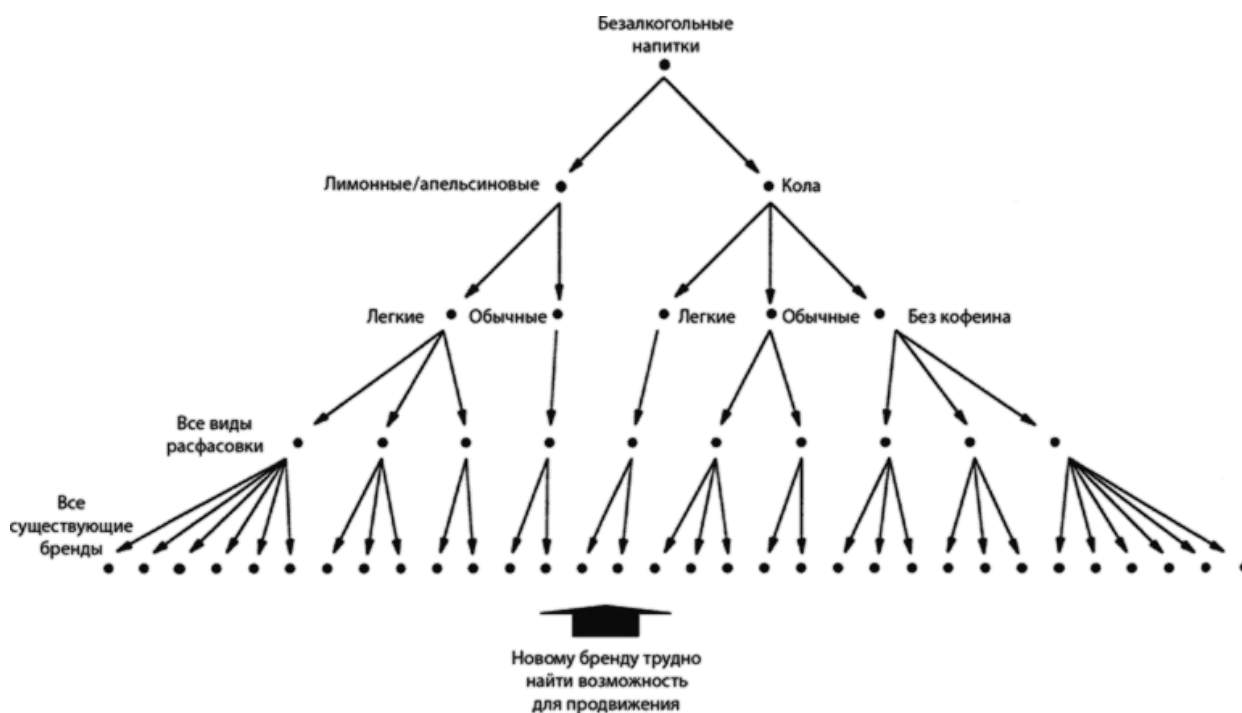 Безалкогольные
напитки
Лимонные/апельсиновые
Кола
Легкие
Обычные
Легкие
Обычные
Без кофеина
Все виды
расфасовки
Все
существующие
бренды
Новому бренду трудно
найти возможность
для продвижения